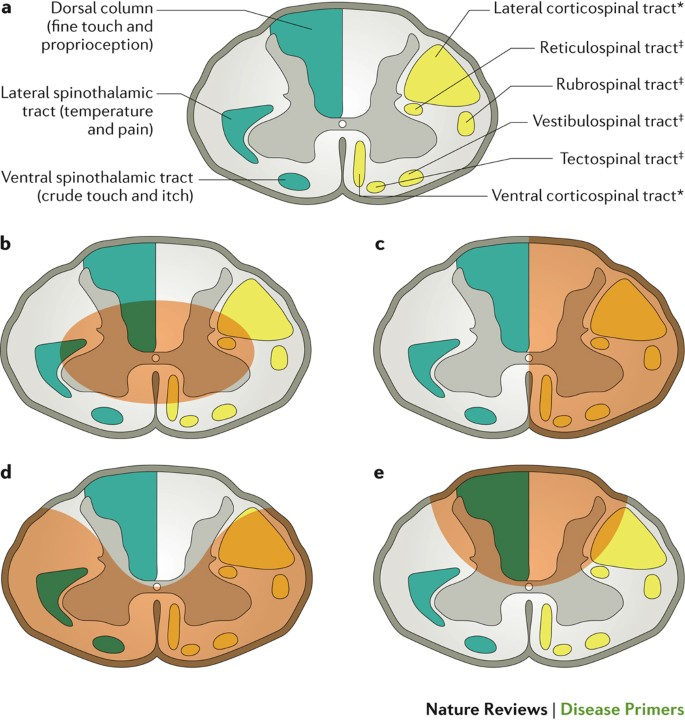 a
Dorsal column
(fine touch and
proprioception)
Lateral spinothalamic
tract (temperature
and pain)
Ventral spinothalamic tract
(crude touch and itch)
Lateral corticospinal tract*
Reticulospinal tract‡
Rubrospinal tract‡
Vestibulospinal tract‡
Tectospinal tract‡
Ventral corticospinal tract*
b
c
d
e
Nature Reviews | Disease Primers